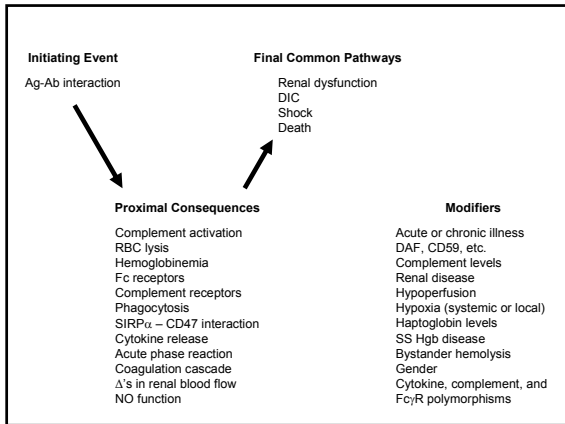 Initiating Event
Ag-Ab interaction
Final Common Pathways
Renal dysfunction
DIC
Shock
Death
Proximal Consequences
Complement activation
RBC lysis
Hemoglobinemia
Fc receptors
Complement receptors
Phagocytosis
SIRPα – CD47 interaction
Cytokine release
Acute phase reaction
Coagulation cascade
Δ's in renal blood flow
NO function
Modifiers
Acute or chronic illness
DAF, CD59, etc.
Complement levels
Renal disease
Hypoperfusion
Hypoxia (systemic or local)
Haptoglobin levels
SS Hgb disease
Bystander hemolysis
Gender
Cytokine, complement, and
FcγR polymorphisms